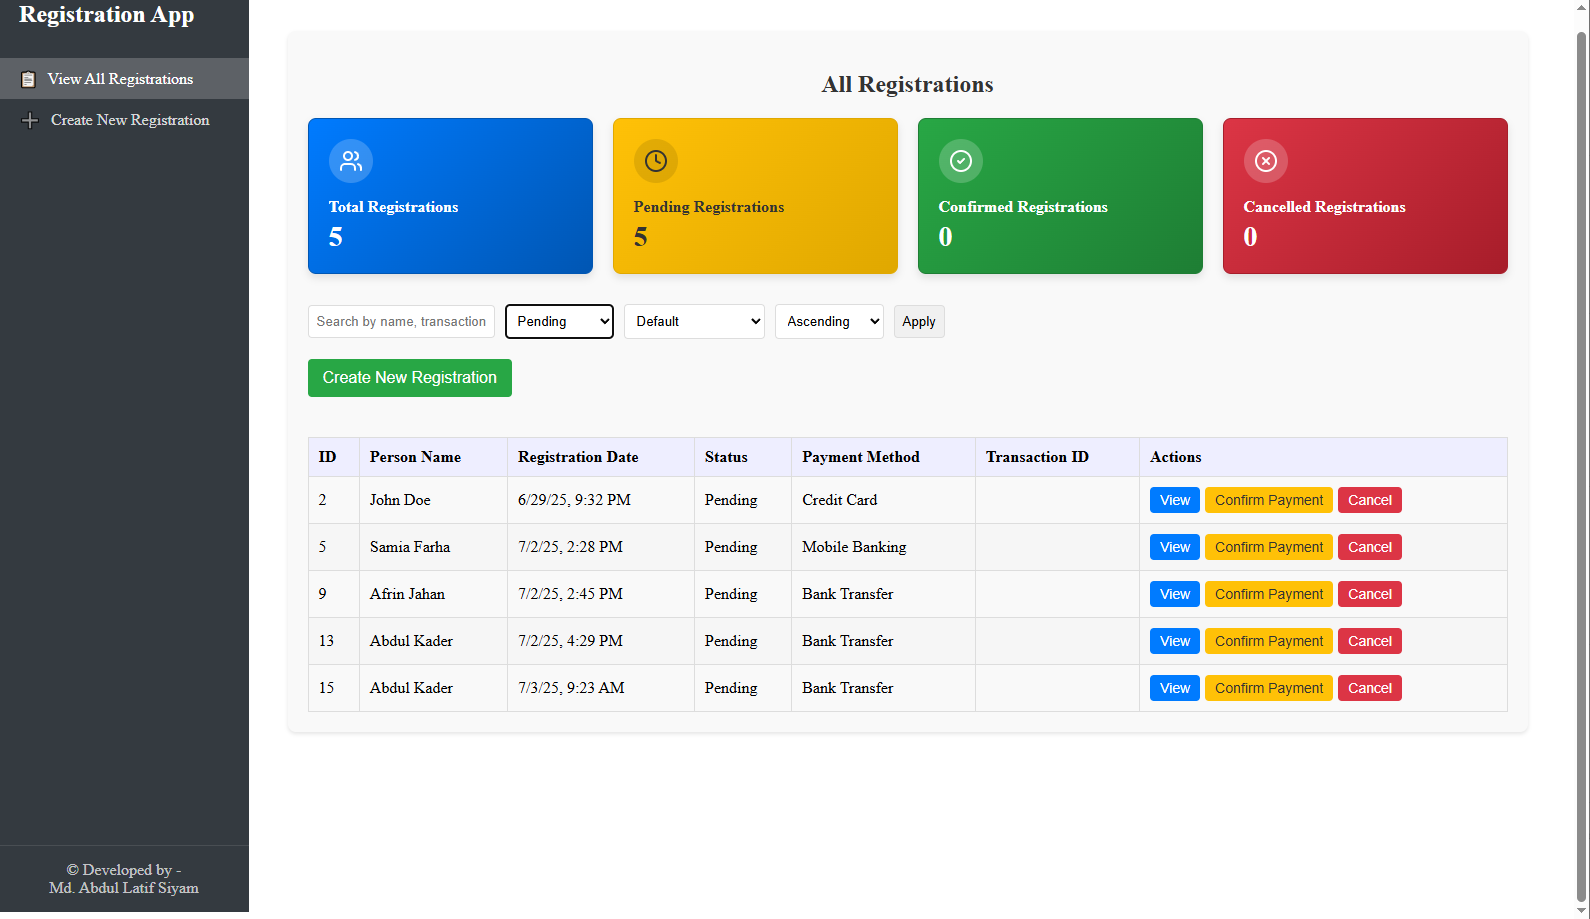 Registration App
View All Registrations
Create New Registration
All Registrations
Total Registrations
5
Pending Registrations
5
Confirmed Registrations
0
Cancelled Registrations
0
Search by name, transaction Pending Default Ascending Apply
Create New Registration
ID Person Name Registration Date Status Payment Method Transaction ID Actions
2 John Doe 6/29/25, 9:32 PM Pending Credit Card View Confirm Payment Cancel
5 Samia Farha 7/2/25, 2:28 PM Pending Mobile Banking View Confirm Payment Cancel
9 Afrin Jahan 7/2/25, 2:45 PM Pending Bank Transfer View Confirm Payment Cancel
13 Abdul Kader 7/2/25, 4:29 PM Pending Bank Transfer View Confirm Payment Cancel
15 Abdul Kader 7/3/25, 9:23 AM Pending Bank Transfer View Confirm Payment Cancel
© Developed by -
Md. Abdul Latif Siyam